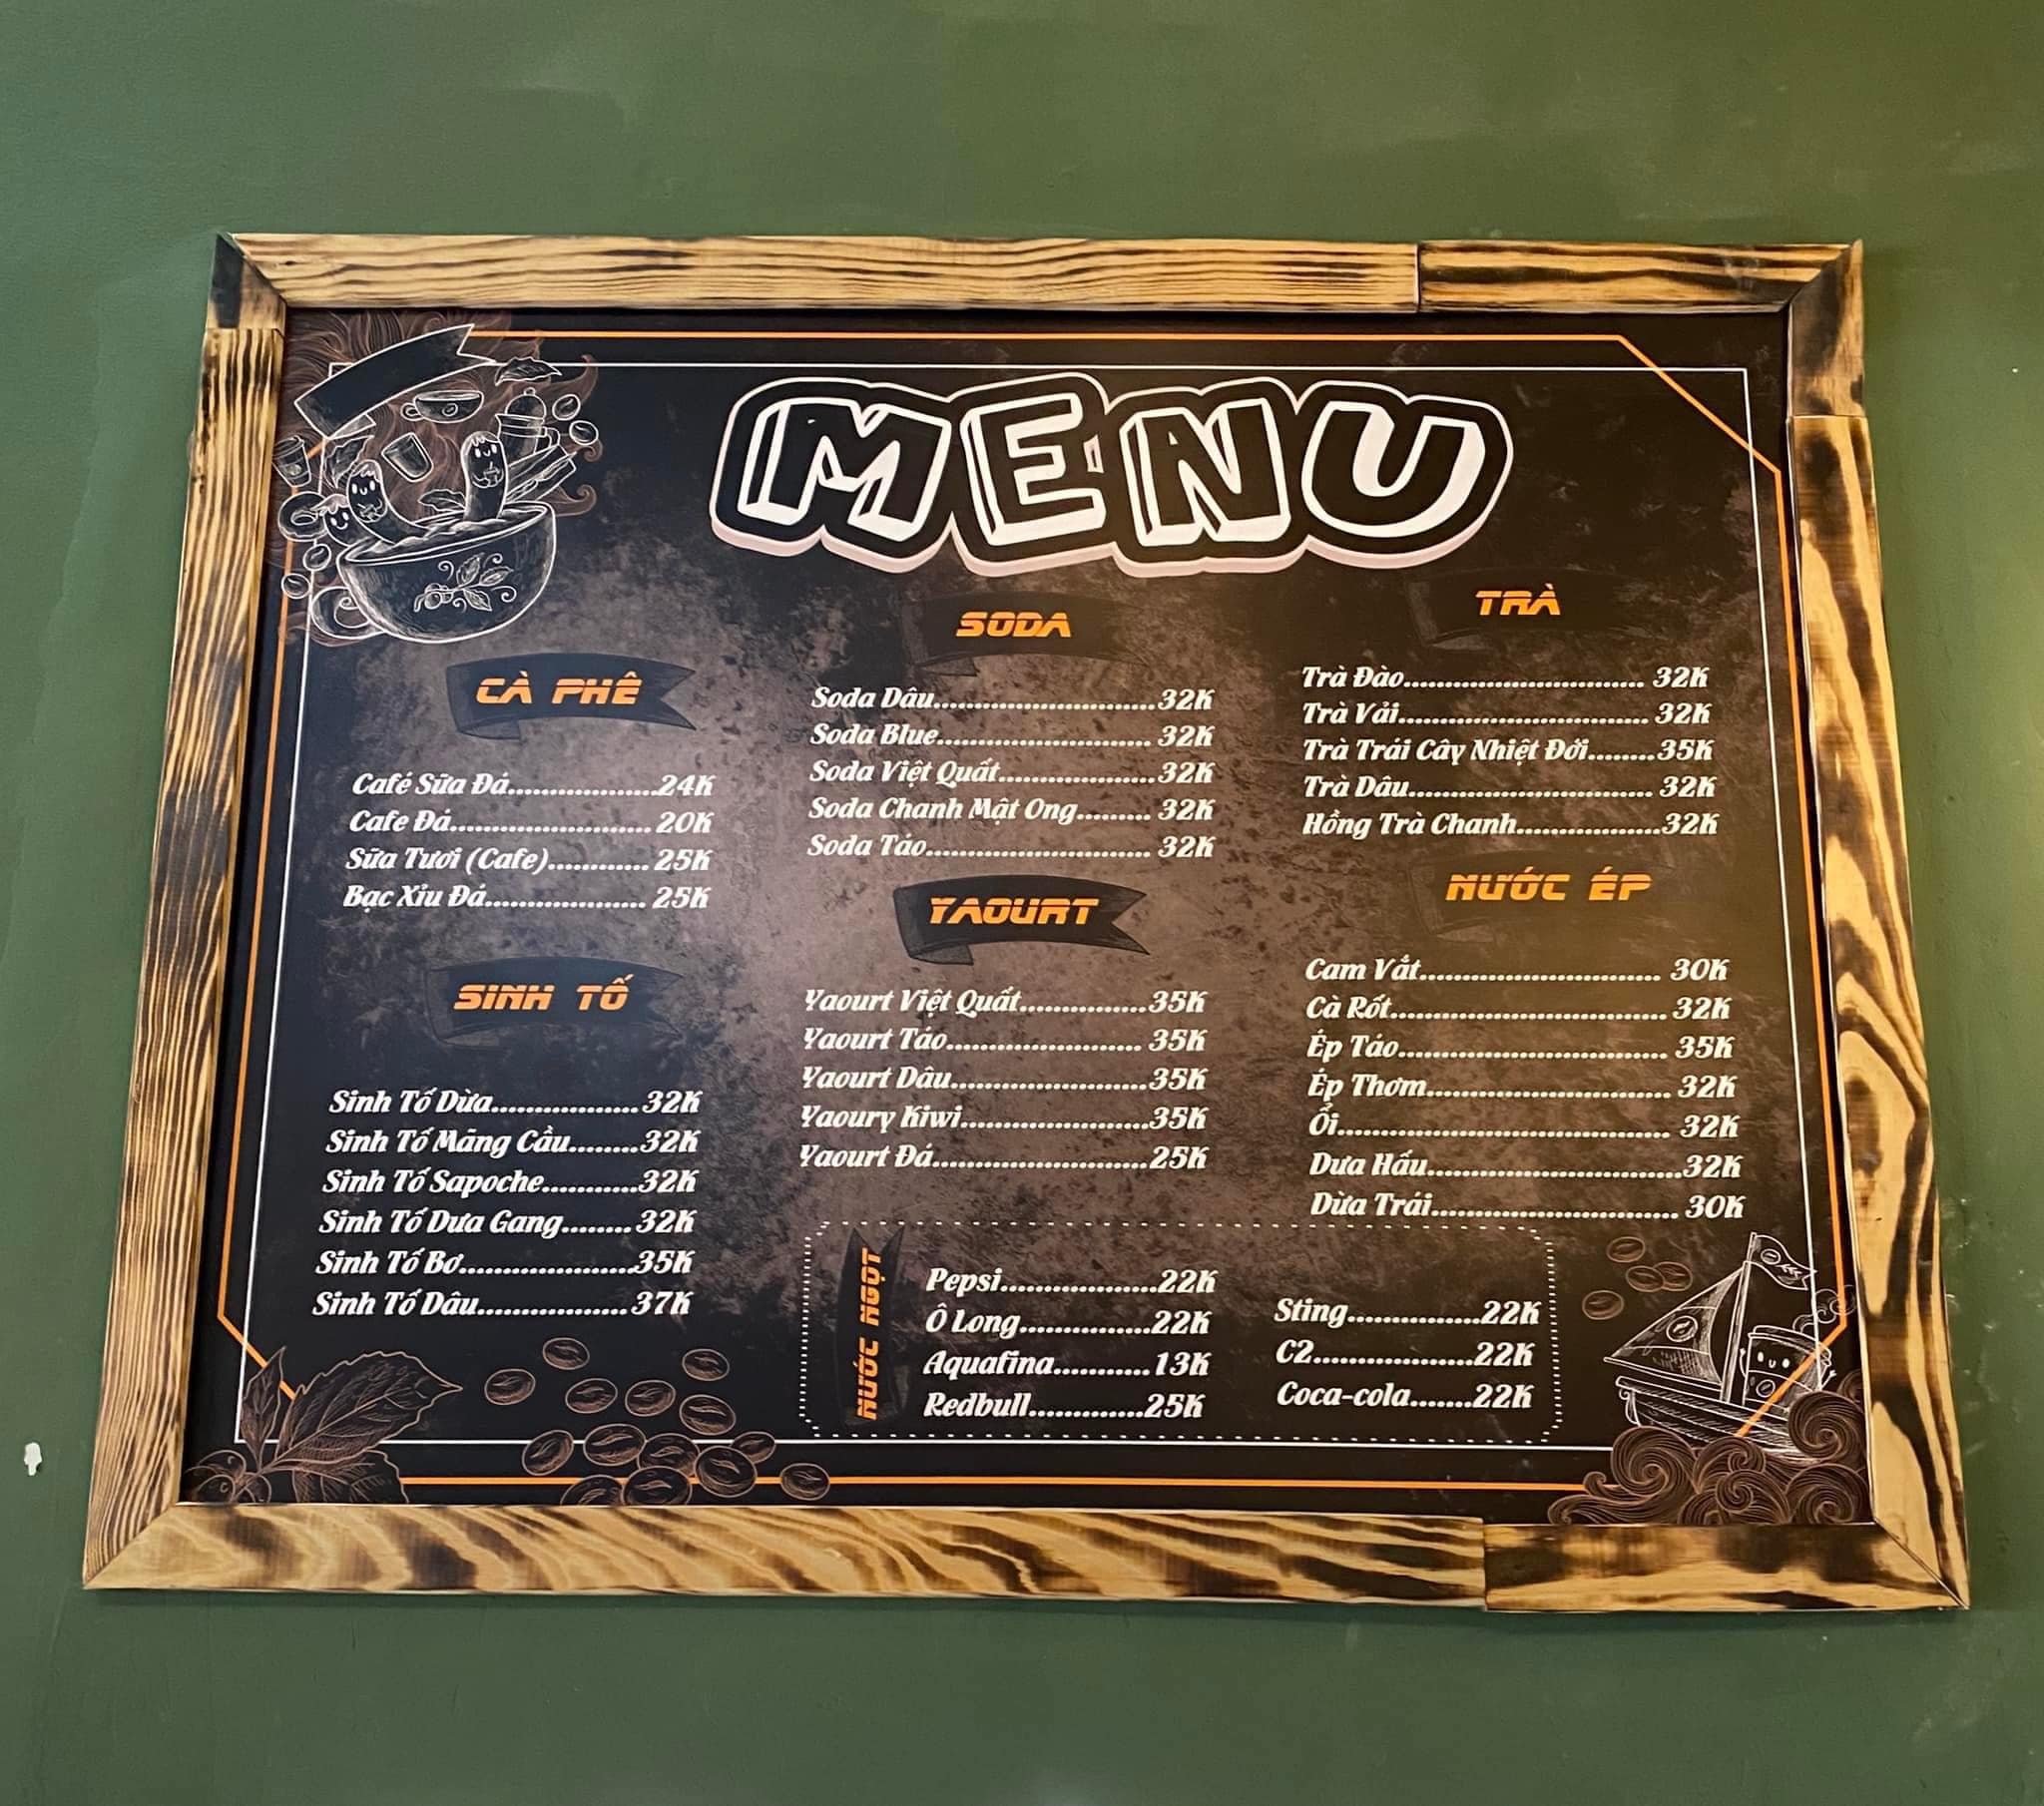 MENU
CÀ PHÊ
Café Sữa Đá...................24K
Cafe Đá......................... 20K
Sữa Tươi (Cafe)............ 25K
Bạc Xỉu Đá.................... 25K
SINH TỐ
Sinh Tố Dừa.................32K
Sinh Tố Mãng Cầu........32K
Sinh Tố Sapoche...........32K
Sinh Tố Dưa Gang........ 32K
Sinh Tố Bơ.....................35K
Sinh Tố Dâu.................. 37K
SODA
Soda Dâu...........................32K
Soda Blue.......................... 32K
Soda Việt Quất...................32K
Soda Chanh Mật Ong......... 32K
Soda Táo........................... 32K
YAOURT
Yaourt Việt Quất...............35K
Yaourt Táo........................ 35K
Yaourt Dâu........................35K
Yaoury Kiwi.......................35K
Yaourt Đá..........................25K
TRÀ
Trà Đào.............................. 32K
Trà Vải............................... 32K
Trà Trái Cây Nhiệt Đới........35K
Trà Dâu.............................. 32K
Hồng Trà Chanh.................32K
NƯỚC ÉP
Cam Vắt.............................. 30K
Cà Rốt.................................. 32K
Ép Táo................................. 35K
Ép Thơm.............................. 32K
Ổi......................................... 32K
Dưa Hấu...............................32K
Dừa Trái............................... 30K
NƯỚC NGỌT
Pepsi...................22K
Ô Long................22K
Aquafina............13K
Redbull..............25K
Sting................22K
C2....................22K
Coca-cola.......22K